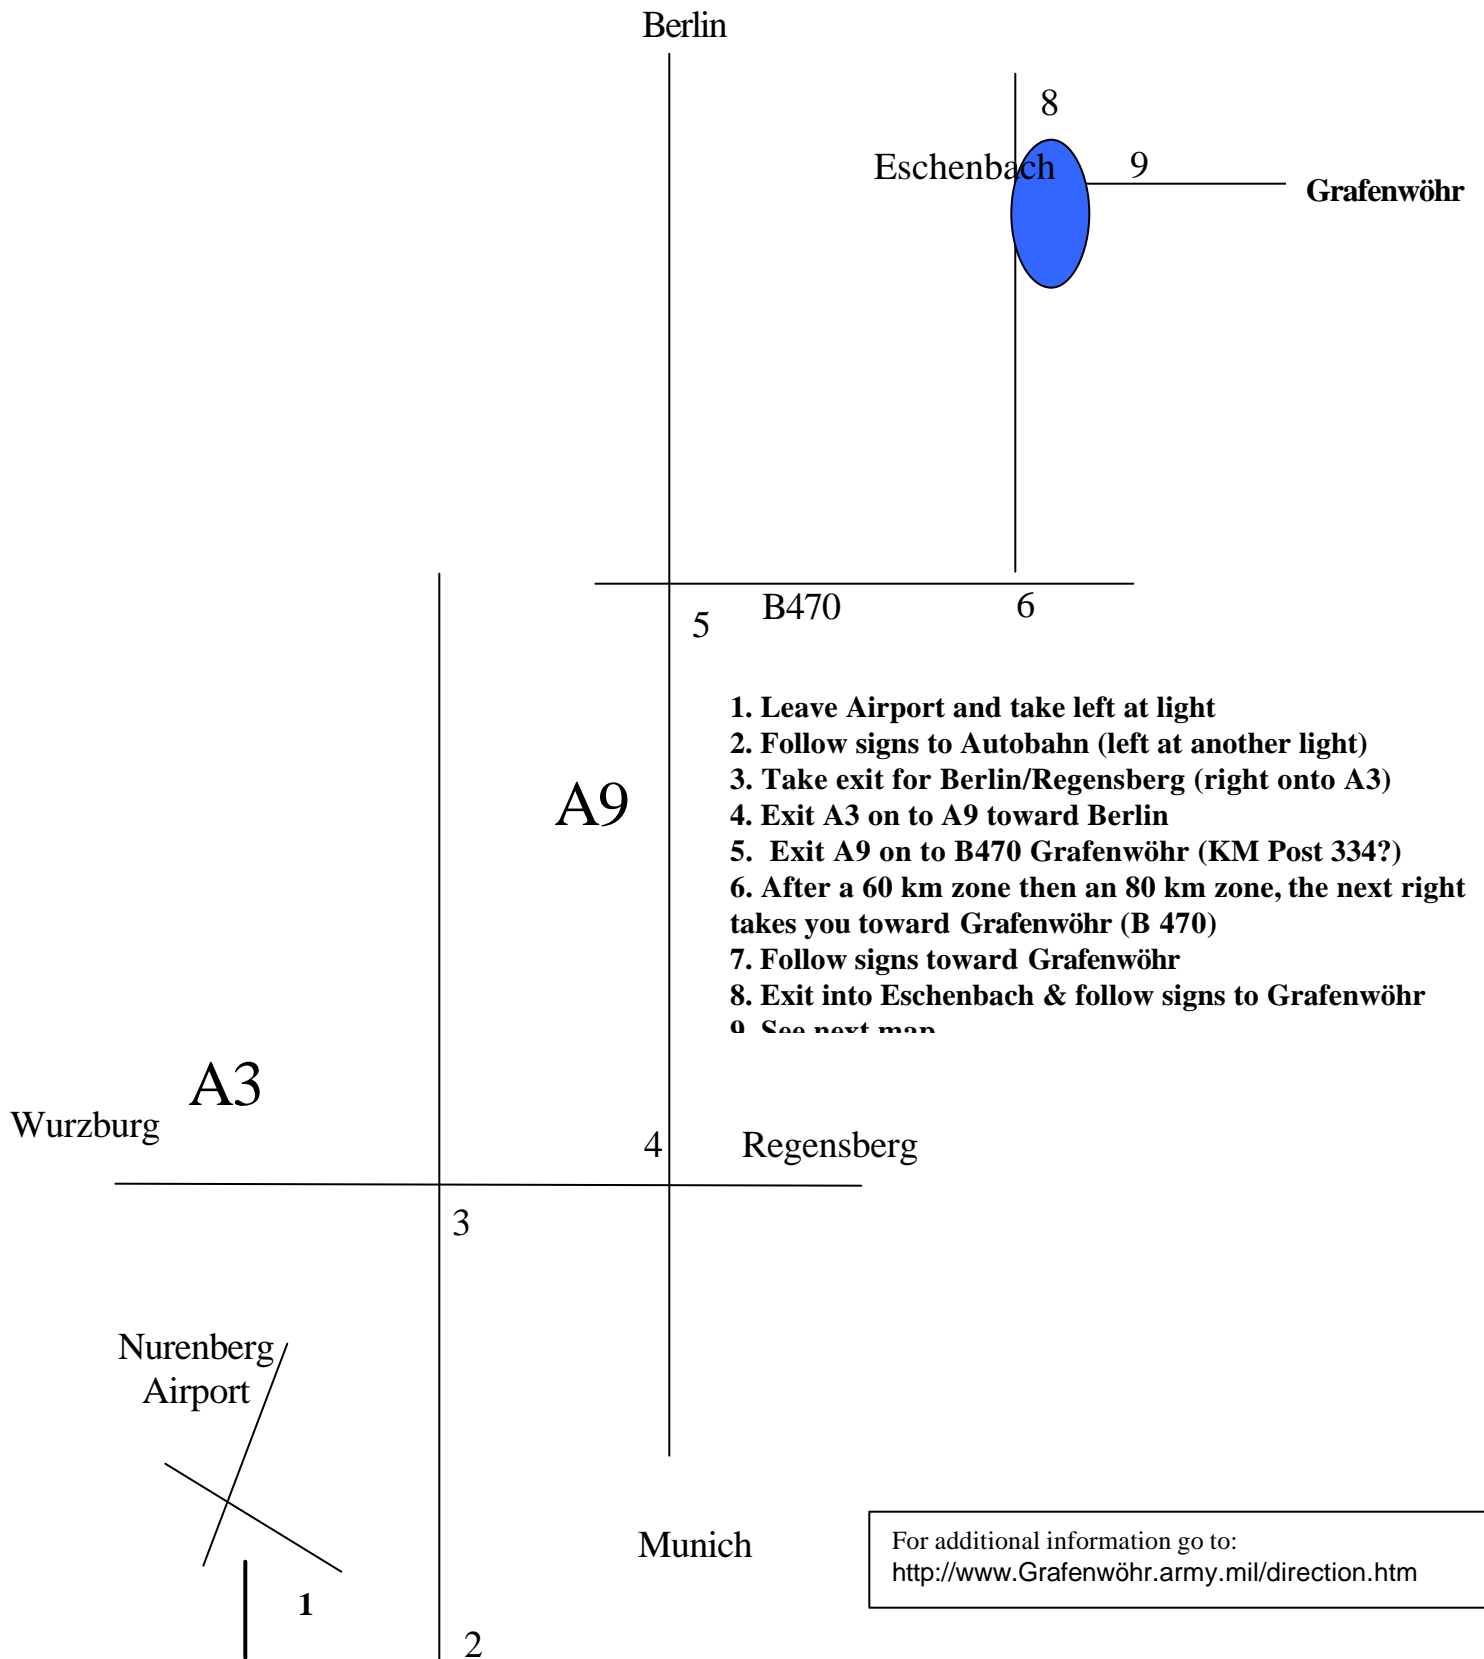 Berlin
8
Eschenbach
9
Grafenwöhr
B470
6
5
1. Leave Airport and take left at light
2. Follow signs to Autobahn (left at another light)
3. Take exit for Berlin/Regensberg (right onto A3)
4. Exit A3 on to A9 toward Berlin
5. Exit A9 on to B470 Grafenwöhr (KM Post 334?)
6. After a 60 km zone then an 80 km zone, the next right
takes you toward Grafenwöhr (B 470)
7. Follow signs toward Grafenwöhr
8. Exit into Eschenbach & follow signs to Grafenwöhr
9. See next map
A9
A3
Wurzburg
4
Regensberg
3
Nurenberg
Airport
Munich
For additional information go to:
http://www.Grafenwöhr.army.mil/direction.htm
1
2